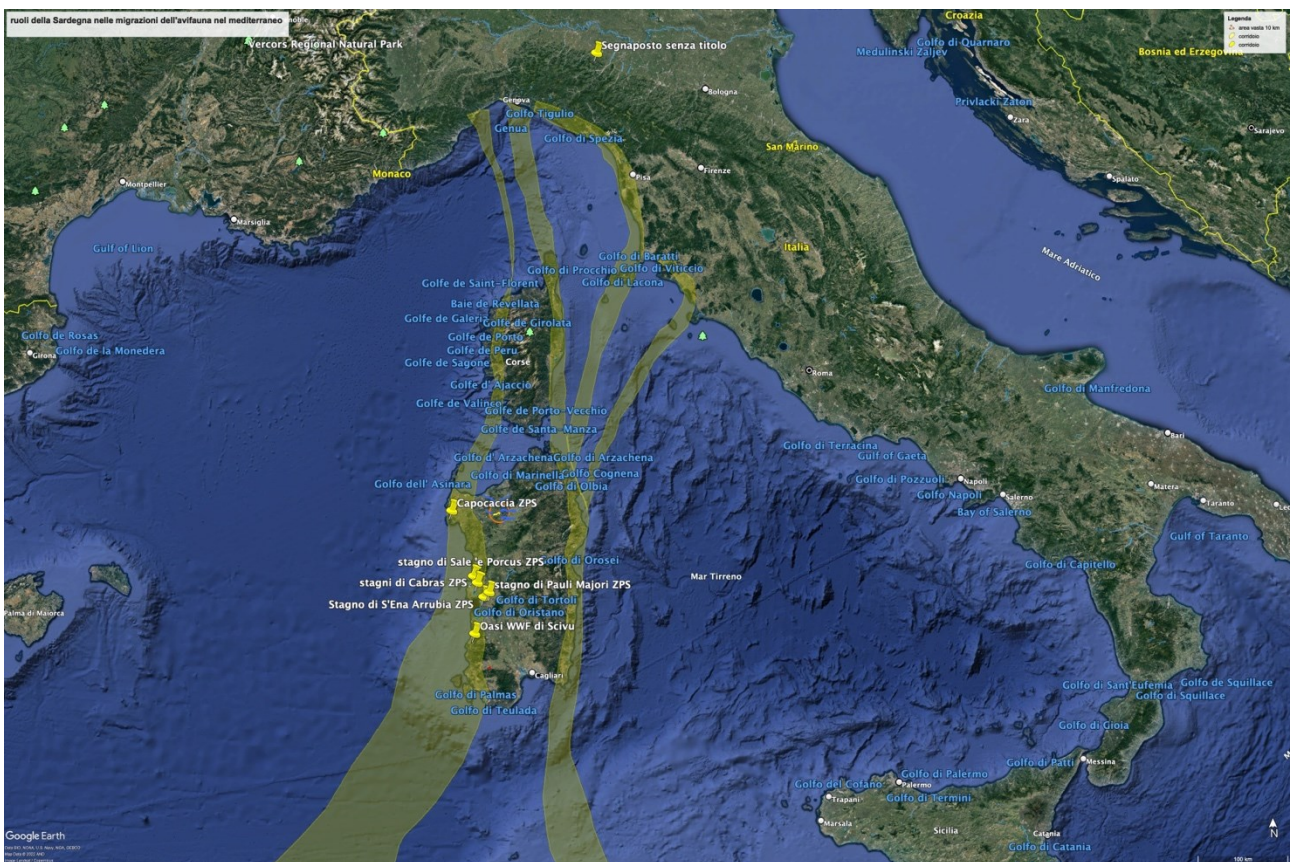 ruoli della Sardegna nelle migrazioni dell'avifauna nel mediterraneo
Legenda
area vasta 10 km
corridoio
corridoio
Croazia
Vercors Regional Natural Park
Segnaposto senza titolo
Golfo di Quarnaro
Medulinski Zaljev
Bosnia ed Erzegovina
Genova
Bologna
Golfo Tigulio
Genua
Golfo di Spezia
Privlacki Zaton
Zara
Sarajevo
San Marino
Monaco
Pisa
Firenze
Montpellier
Spalato
Marsiglia
Gulf of Lion
Italia
Mare Adriatico
Golfo di Baratti
Golfo di Procchio
Golfo di Viticcio
Golfo di Lacona
Golfe de Saint-Florent
Baie de Revellata
Golfe de Galeria
Golfe de Girolata
Golfo de Rosas
Golfe de Porto
Girona
Golfo de la Monedera
Golfe de Peru
Golfe de Sagone
Corse
Roma
Golfe d' Ajaccio
Golfo di Manfredona
Golfe de Valinco
Golfe de Porto-Vecchio
Golfe de Santa-Manza
Bari
Golfo di Terracina
Gulf of Gaeta
Golfo d' Arzachena
Golfo di Arzachena
Golfo di Marinella
Golfo Cognena
Golfo dell' Asinara
Golfo di Olbia
Golfo di Pozzuoli
Napoli
Matera
Golfo Napoli
Salerno
Taranto
Capocaccia ZPS
Bay of Salerno
Gulf of Taranto
stagno di Sale 'e Porcus ZPS
Golfo di Orosei
Golfo di Capitello
stagni di Cabras ZPS
stagno di Pauli Majori ZPS
Mar Tirreno
Stagno di S'Ena Arrubia ZPS
Golfo di Tortoli
Golfo di Oristano
Palma di Maiorca
Oasi WWF di Scivu
Cagliari
Golfo di Palmas
Golfo di Teulada
Golfo di Sant'Eufemia
Golfo de Squillace
Golfo di Squillace
Golfo di Gioia
Golfo di Patti
Messina
Golfo di Palermo
Golfo del Cofano
Palermo
Trapani
Golfo di Termini
Marsala
Sicilia
Catania
Golfo di Catania
Google Earth
N
100 km